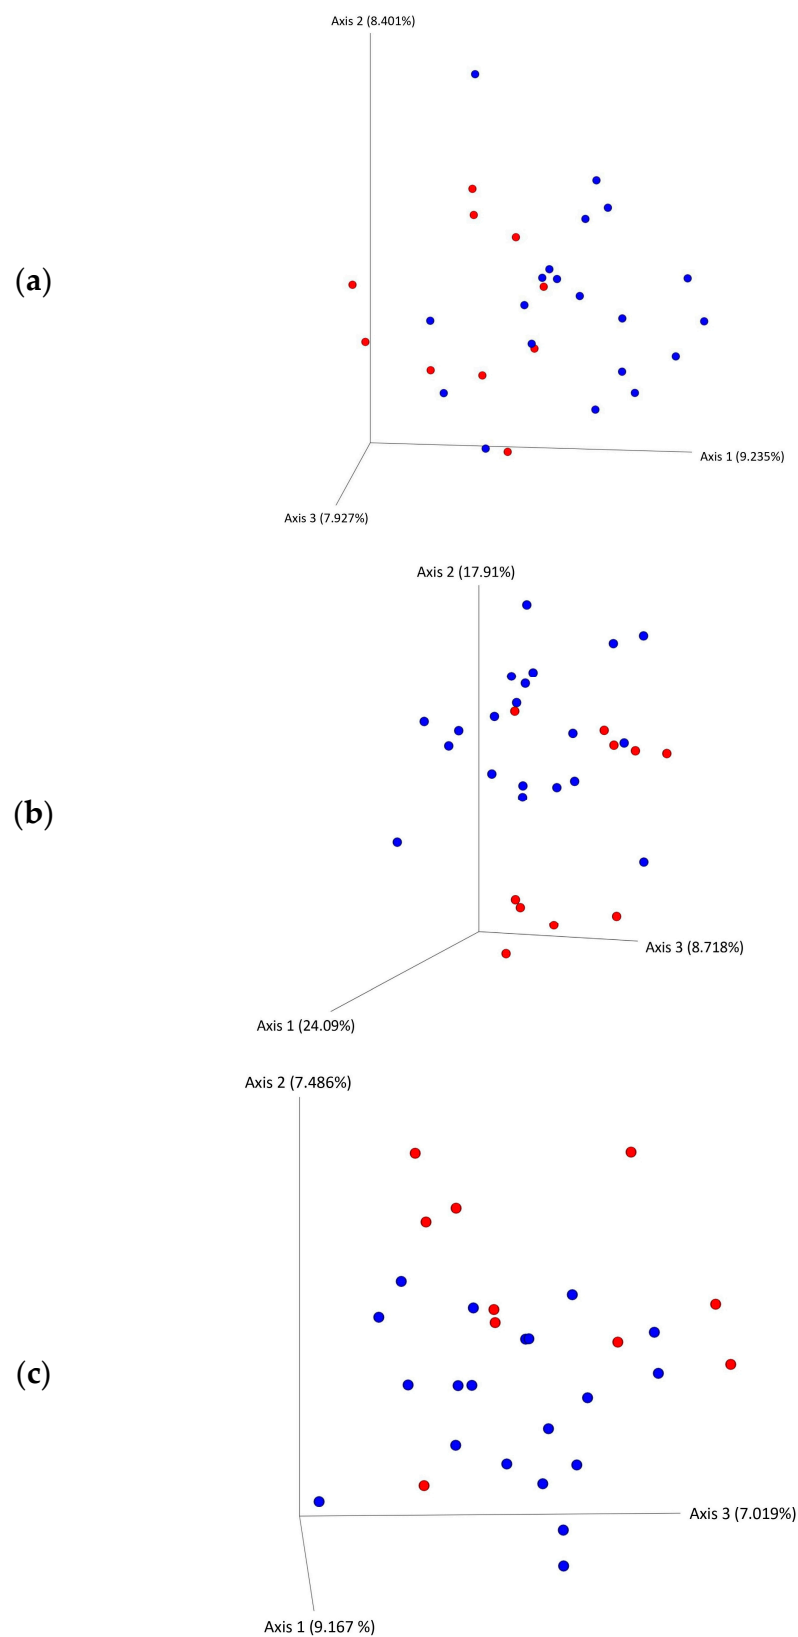 Axis 2 (8.401%)
(a)
Axis 1 (9.235%)
Axis 3 (7.927%)
Axis 2 (17.91%)
(b)
Axis 3 (8.718%)
Axis 1 (24.09%)
Axis 2 (7.486%)
(c)
Axis 3 (7.019%)
Axis 1 (9.167 %)